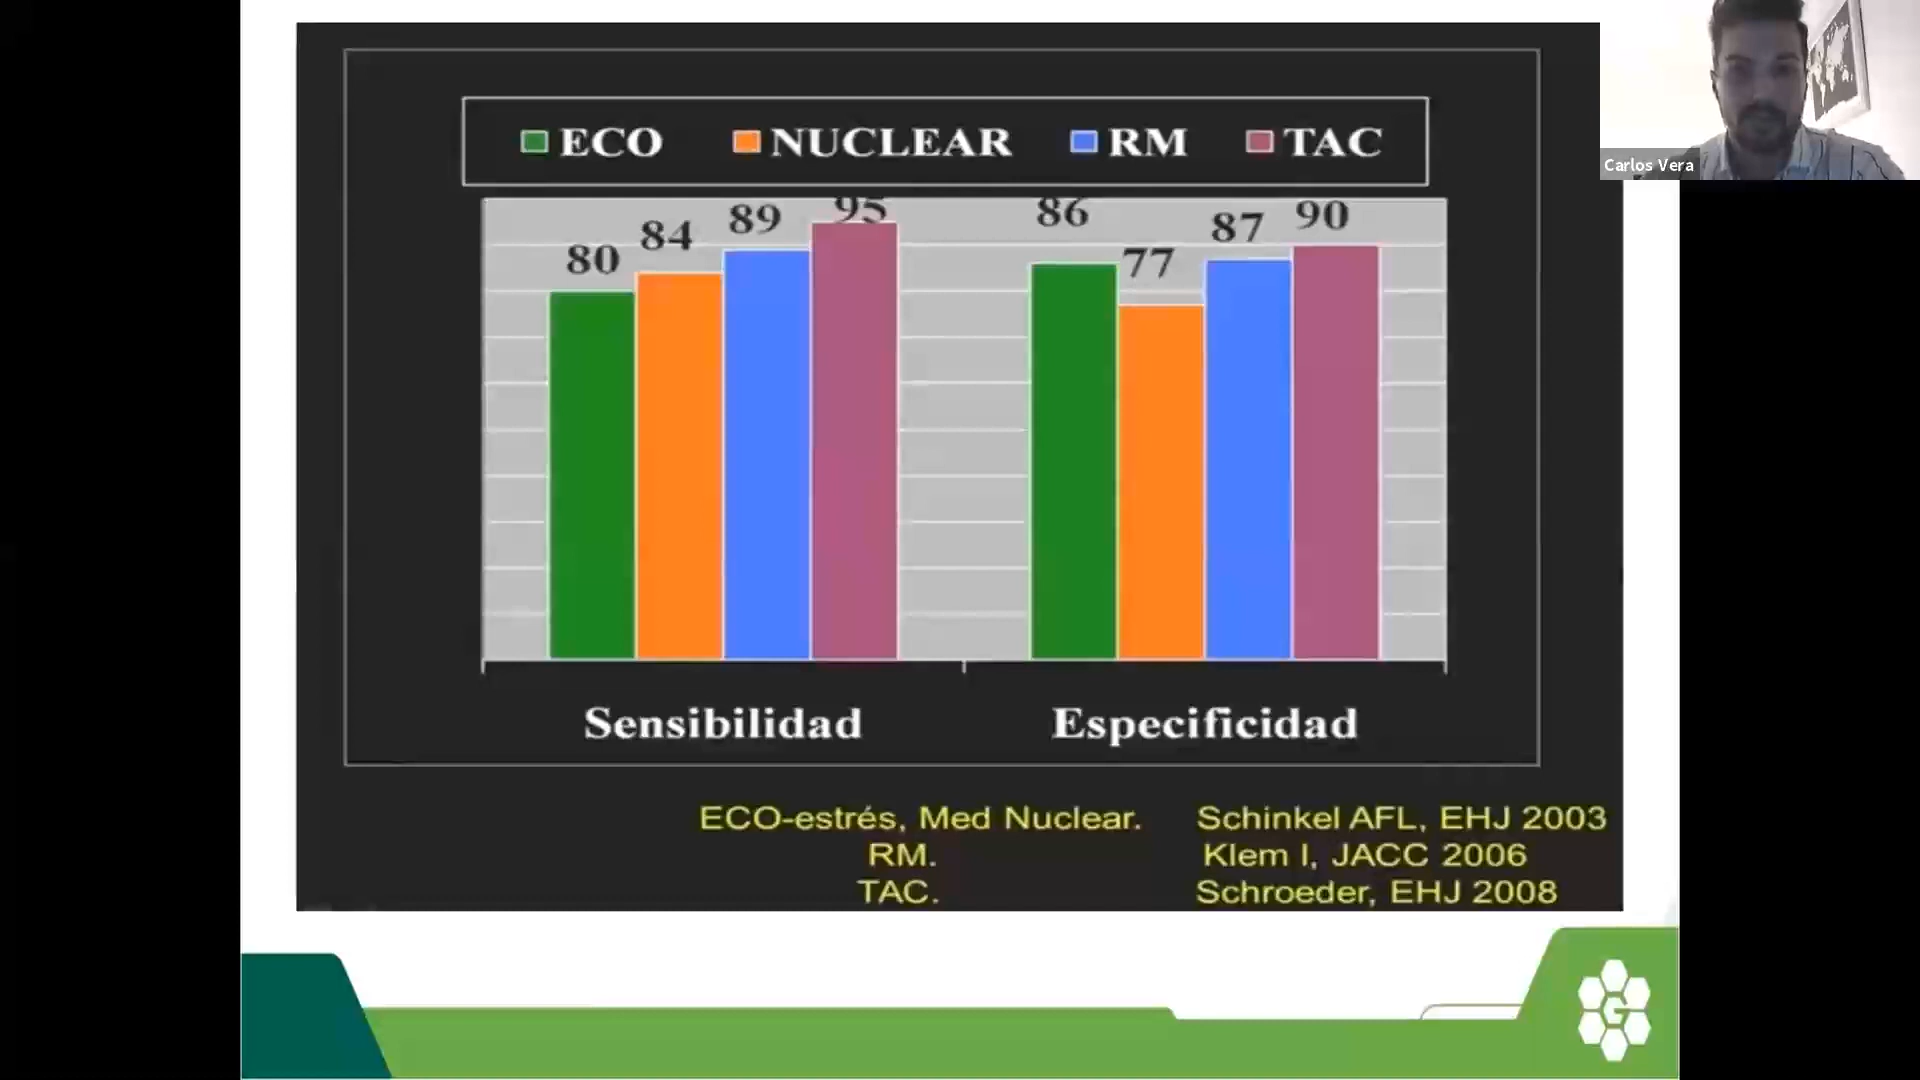 ECO NUCLEAR RM TAC
80 84 89 95 86 77 87 90
Sensibilidad Especificidad
ECO-estrés, Med Nuclear. Schinkel AFL, EHJ 2003
RM. Klem I, JACC 2006
TAC. Schroeder, EHJ 2008
Carlos Vera
G